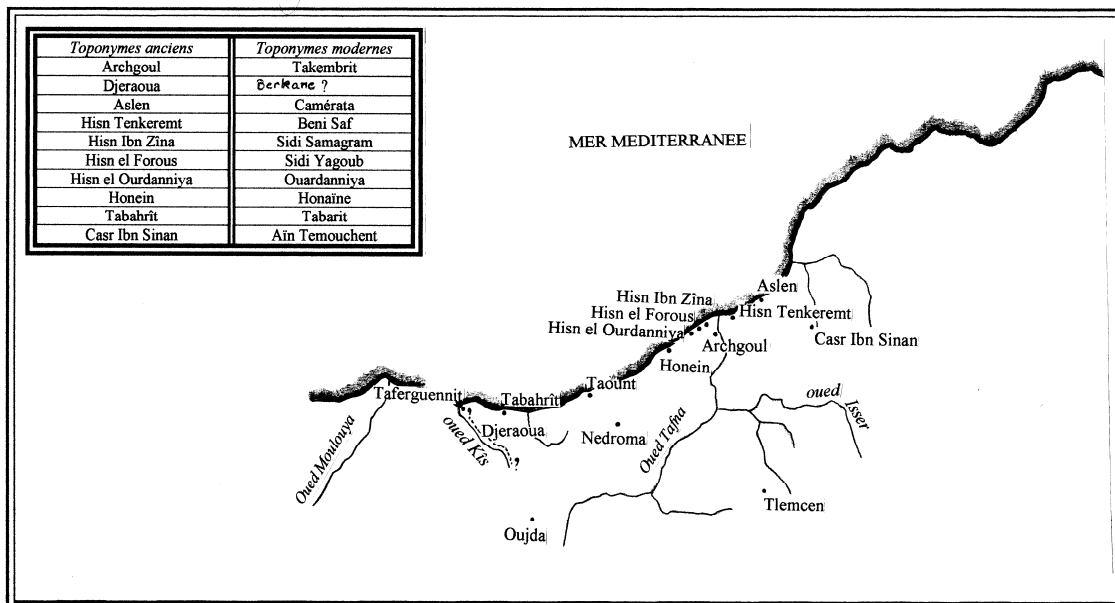 Toponymes anciens Toponymes modernes
Archgoul Takembrit
Djeraoua Berkane ?
Aslen Camérata
Hisn Tenkeremt Beni Saf
Hisn Ibn Zîna Sidi Samagram
Hisn el Forous Sidi Yagoub
Hisn el Ourdanniya Ouardanniya
Honein Honaïne
Tabahrît Tabarit
Casr Ibn Sinan Aïn Temouchent
MER MEDITERRANEE
Aslen
Hisn Ibn Zîna
Hisn el Forous
Hisn Tenkeremt
Hisn el Ourdanniya
Archgoul
Casr Ibn Sinan
Honein
Taount
Taferguennit
Tabahrît
oued Isser
Djeraoua
Nedroma
Oued Moulouya
oued Kîs
?
?
Oued Tafna
Tlemcen
Oujda